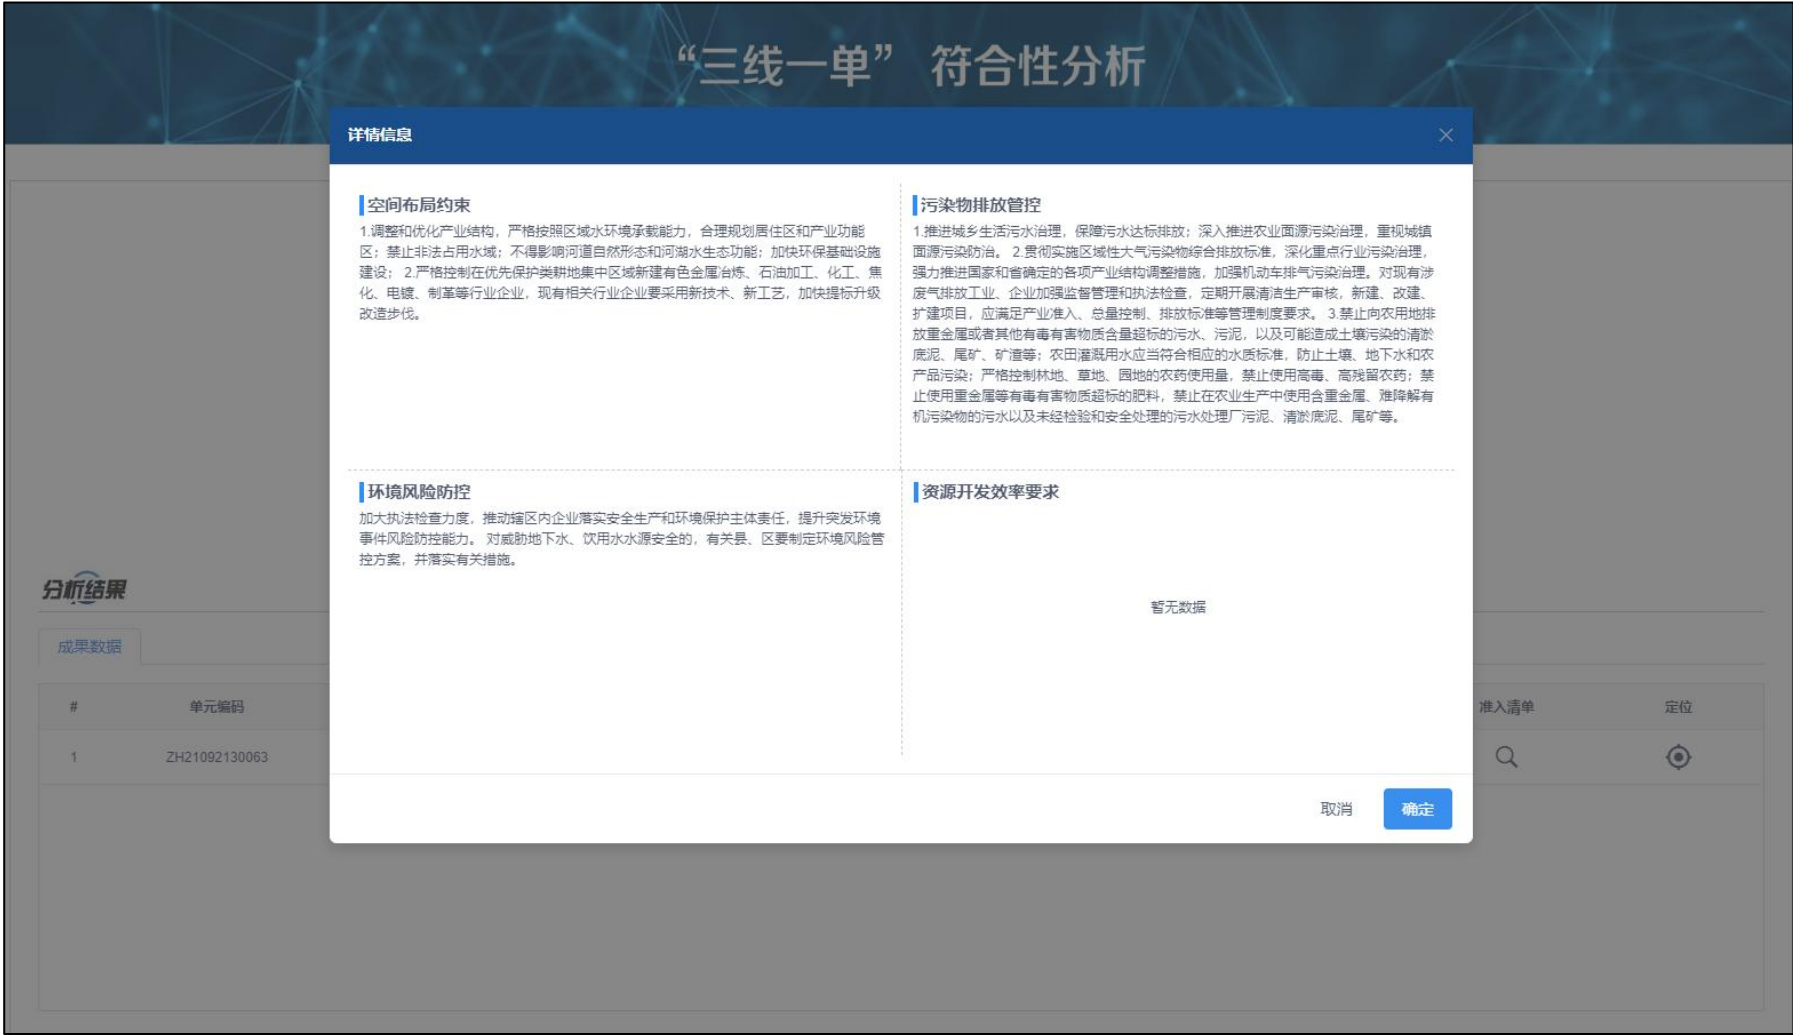 “三线一单” 符合性分析
详情信息
空间布局约束
1.调整和优化产业结构，严格按照区域水环境承载能力，合理规划居住区和产业功能
区；禁止非法占用水域；不得影响河道自然形态和河湖水生态功能；加快环保基础设施
建设； 2.严格控制在优先保护类耕地集中区域新建有色金属冶炼、石油加工、化工、焦
化、电镀、制革等行业企业，现有相关行业企业要采用新技术、新工艺，加快提标升级
改造步伐。
污染物排放管控
1.推进城乡生活污水治理，保障污水达标排放；深入推进农业面源污染治理，重视城镇
面源污染防治。 2.贯彻实施区域性大气污染物综合排放标准，深化重点行业污染治理，
强力推进国家和省确定的各项产业结构调整措施，加强机动车排气污染治理。对现有涉
废气排放工业、企业加强监督管理和执法检查，定期开展清洁生产审核，新建、改建、
扩建项目，应满足产业准入、总量控制、排放标准等管理制度要求。 3.禁止向农用地排
放重金属或者其他有毒有害物质含量超标的污水、污泥，以及可能造成土壤污染的清淤
底泥、尾矿、矿渣等；农田灌溉用水应当符合相应的水质标准，防止土壤、地下水和农
产品污染；严格控制林地、草地、园地的农药使用量，禁止使用高毒、高残留农药；禁
止使用重金属等有毒有害物质超标的肥料，禁止在农业生产中使用含重金属、难降解有
机污染物的污水以及未经检验和安全处理的污水处理厂污泥、清淤底泥、尾矿等。
环境风险防控
加大执法检查力度，推动辖区内企业落实安全生产和环境保护主体责任，提升突发环境
事件风险防控能力。 对威胁地下水、饮用水水源安全的，有关县、区要制定环境风险管
控方案，并落实有关措施。
资源开发效率要求
暂无数据
分析结果
成果数据
# 单元编码 准入清单 定位
1 ZH21092130063
取消 确定